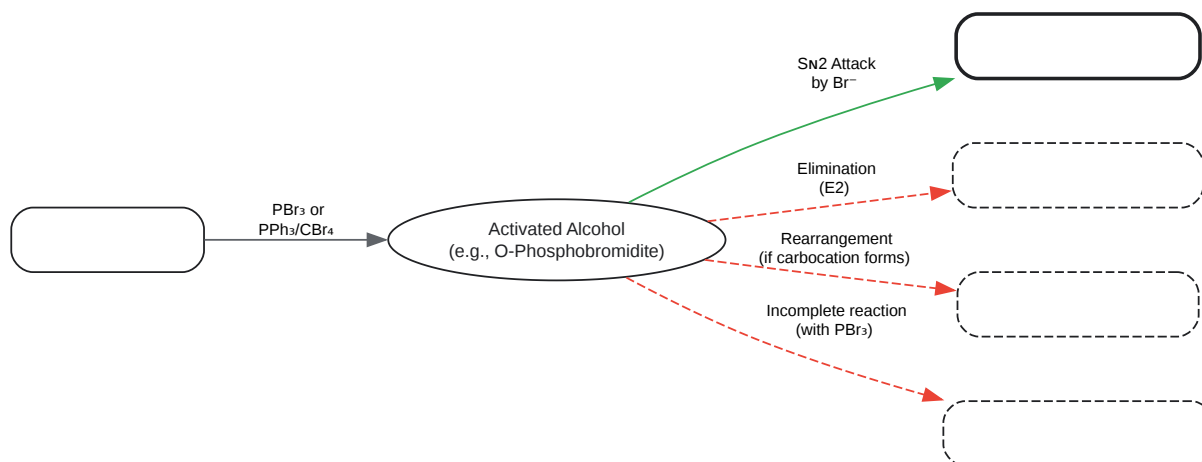 Sɴ2 Attack
by Br⁻
Elimination
(E2)
PBr₃ or
PPh₃/CBr₄
Activated Alcohol
(e.g., O-Phosphobromidite)
Rearrangement
(if carbocation forms)
Incomplete reaction
(with PBr₃)